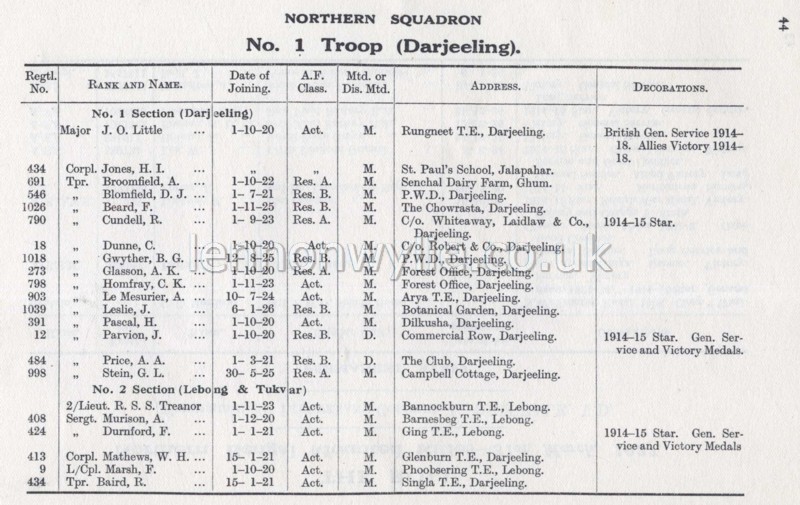 44
NORTHERN SQUADRON
No. 1 Troop (Darjeeling).
Regtl. No. RANK AND NAME. Date of Joining. A.F. Class. Mtd. or Dis. Mtd. ADDRESS. DECORATIONS.
No. 1 Section (Darjeeling)
Major J. O. Little ... 1-10-20 Act. M. Rungneet T.E., Darjeeling. British Gen. Service 1914-
18. Allies Victory 1914-
18.
434 Corpl. Jones, H. I. ... „ „ M. St. Paul's School, Jalapahar.
691 Tpr. Broomfield, A. ... 1-10-22 Res. A. M. Senchal Dairy Farm, Ghum.
546 „ Blomfield, D. J. ... 1- 7-21 Res. B. M. P.W.D., Darjeeling.
1026 „ Beard, F. ... 1-11-25 Res. B. M. The Chowrasta, Darjeeling.
790 „ Cundell, R. ... 1- 9-23 Res. A. M. C/o. Whiteaway, Laidlaw & Co., 1914-15 Star.
Darjeeling.
18 „ Dunne, C. ... 1-10-20 Act. M. C/o. Robert & Co., Darjeeling.
1018 „ Gwyther, B. G. ... 12- 8-25 Res. B. M. P.W.D., Darjeeling.
lennonwylie.co.uk
273 „ Glasson, A. K. ... 1-10-20 Res. A. M. Forest Office, Darjeeling.
798 „ Homfray, C. K. ... 1-11-23 Act. M. Forest Office, Darjeeling.
903 „ Le Mesurier, A. ... 10- 7-24 Act. M. Arya T.E., Darjeeling.
1039 „ Leslie, J. ... 6- 1-26 Res. B. M. Botanical Garden, Darjeeling.
391 „ Pascal, H. ... 1-10-20 Act. M. Dilkusha, Darjeeling.
12 „ Parvion, J. ... 1-10-20 Res. B. D. Commercial Row, Darjeeling. 1914-15 Star. Gen. Ser-
vice and Victory Medals.
484 „ Price, A. A. ... 1- 3-21 Res. B. D. The Club, Darjeeling.
998 „ Stein, G. L. ... 30- 5-25 Res. A. M. Campbell Cottage, Darjeeling.
No. 2 Section (Lebong & Tukvar)
2/Lieut. R. S. S. Treanor 1-11-23 Act. M. Bannockburn T.E., Lebong.
408 Sergt. Murison, A. ... 1-12-20 Act. M. Barnesbeg T.E., Lebong.
424 „ Durnford, F. ... 1- 1-21 Act. M. Ging T.E., Lebong. 1914-15 Star. Gen. Ser-
vice and Victory Medals
413 Corpl. Mathews, W. H. ... 15- 1-21 Act. M. Glenburn T.E., Darjeeling.
9 L/Cpl. Marsh, F. ... 1-10-20 Act. M. Phoobsering T.E., Lebong.
434 Tpr. Baird, R. ... 15- 1-21 Act. M. Singla T.E., Darjeeling.